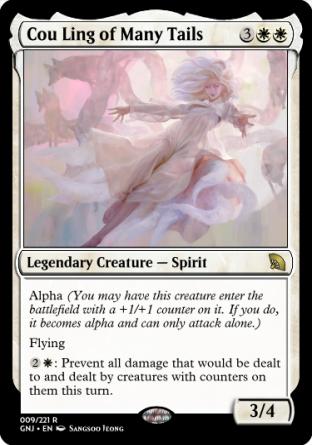 Cou Ling of Many Tails 3
Legendary Creature — Spirit
Alpha (You may have this creature enter the
battlefield with a +1/+1 counter on it. If you do,
it becomes alpha and can only attack alone.)
Flying
2 : Prevent all damage that would be dealt
to and dealt by creatures with counters on
them this turn.
009/221 R
GNJ • EN Sangsoo Jeong
3/4